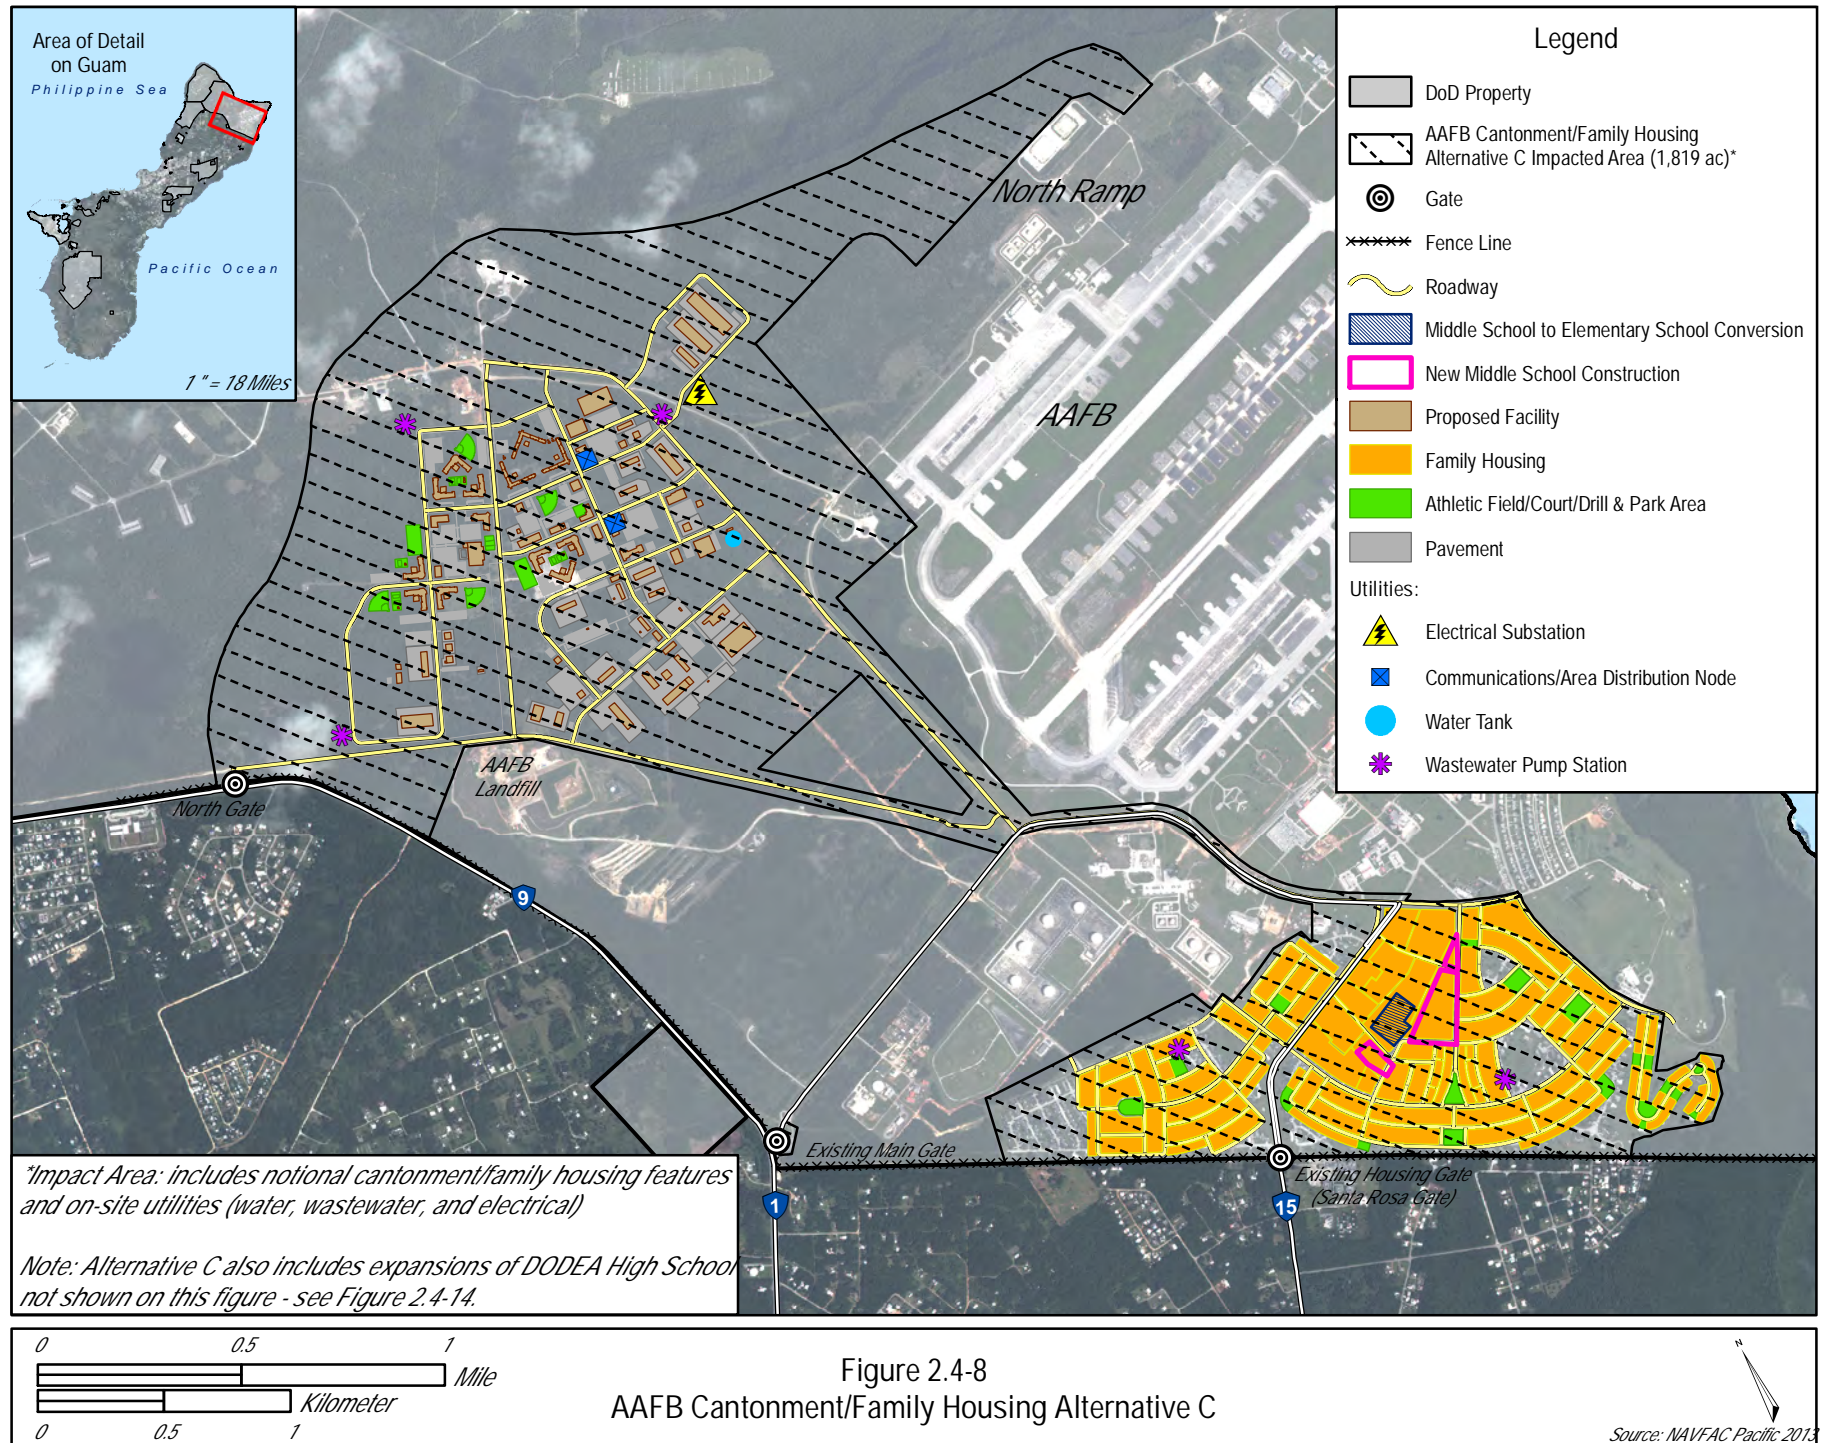 Area of Detail
on Guam
Philippine Sea
Pacific Ocean
1 " = 18 Miles
North Ramp
AAFB
AAFB
Landfill
North Gate
9
Existing Main Gate
Existing Housing Gate
(Santa Rosa Gate)
1
15
Legend
DoD Property
AAFB Cantonment/Family Housing
Alternative C Impacted Area (1,819 ac)*
Gate
Fence Line
Roadway
Middle School to Elementary School Conversion
New Middle School Construction
Proposed Facility
Family Housing
Athletic Field/Court/Drill & Park Area
Pavement
Utilities:
Electrical Substation
Communications/Area Distribution Node
Water Tank
Wastewater Pump Station
*Impact Area: includes notional cantonment/family housing features
and on-site utilities (water, wastewater, and electrical)
Note: Alternative C also includes expansions of DODEA High School
not shown on this figure - see Figure 2.4-14.
0 0.5 1
Mile
Kilometer
0 0.5 1
Figure 2.4-8
AAFB Cantonment/Family Housing Alternative C
N
Source: NAVFAC Pacific 2013